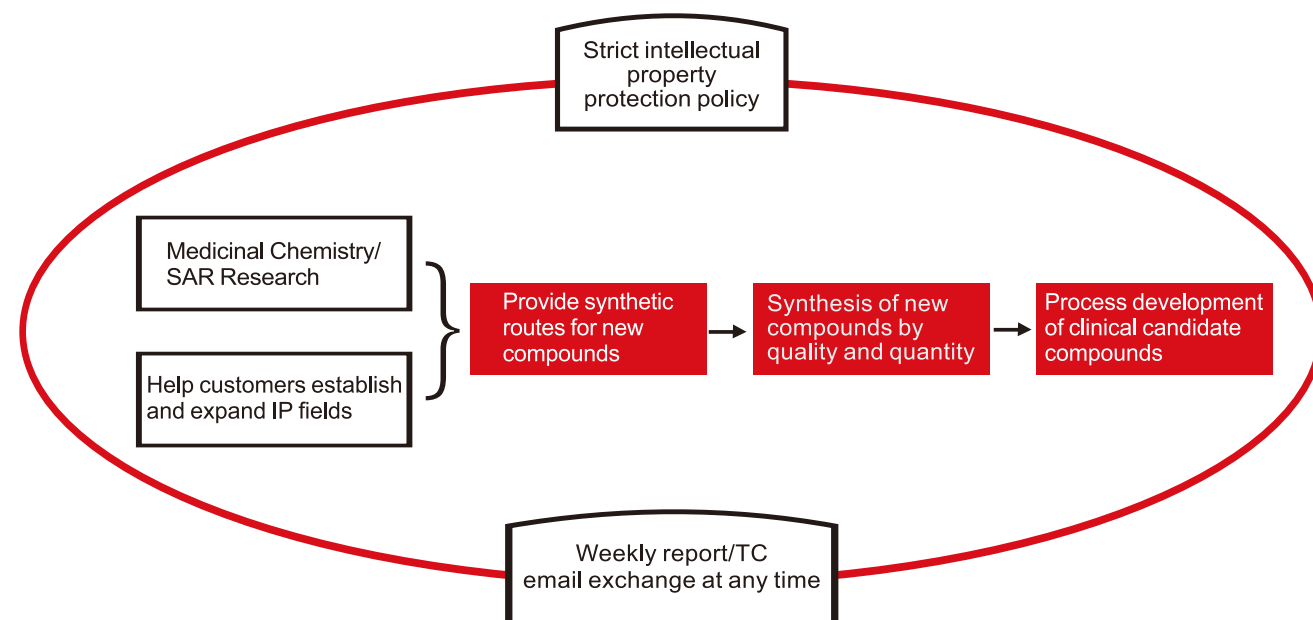 Strict intellectual
property
protection policy
Medicinal Chemistry/
SAR Research
Help customers establish
and expand IP fields
Provide synthetic
routes for new
compounds
Synthesis of new
compounds by
quality and quantity
Process development
of clinical candidate
compounds
Weekly report/TC
email exchange at any time